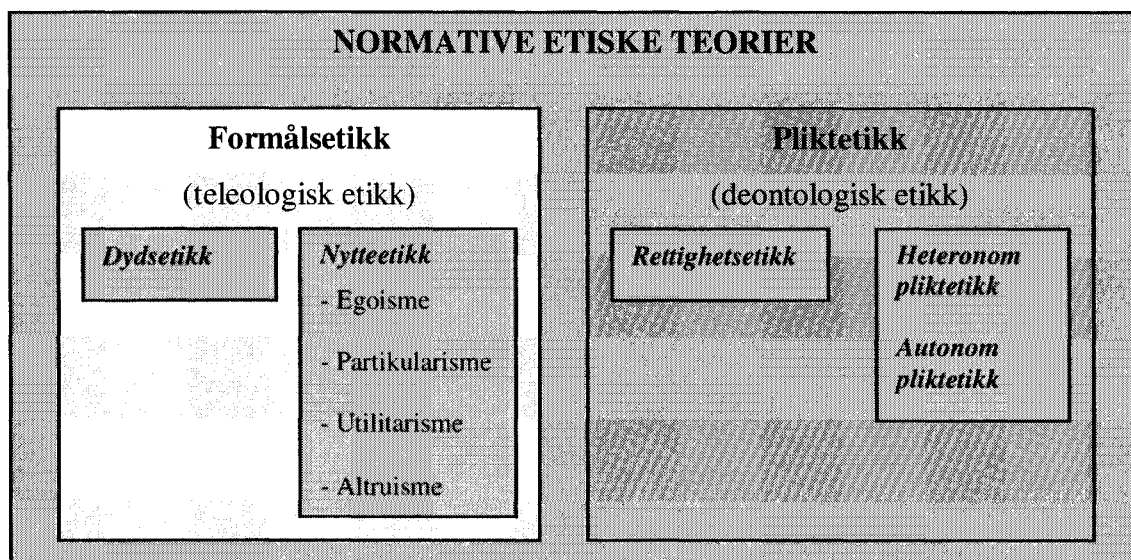 NORMATIVE ETISKE TEORIER
Formålsetikk
(teleologisk etikk)
Dydsetikk
Nytteetikk
- Egoisme
- Partikularisme
- Utilitarisme
- Altruisme
Pliktetikk
(deontologisk etikk)
Rettighetsetikk
Heteronom
pliktetikk
Autonom
pliktetikk